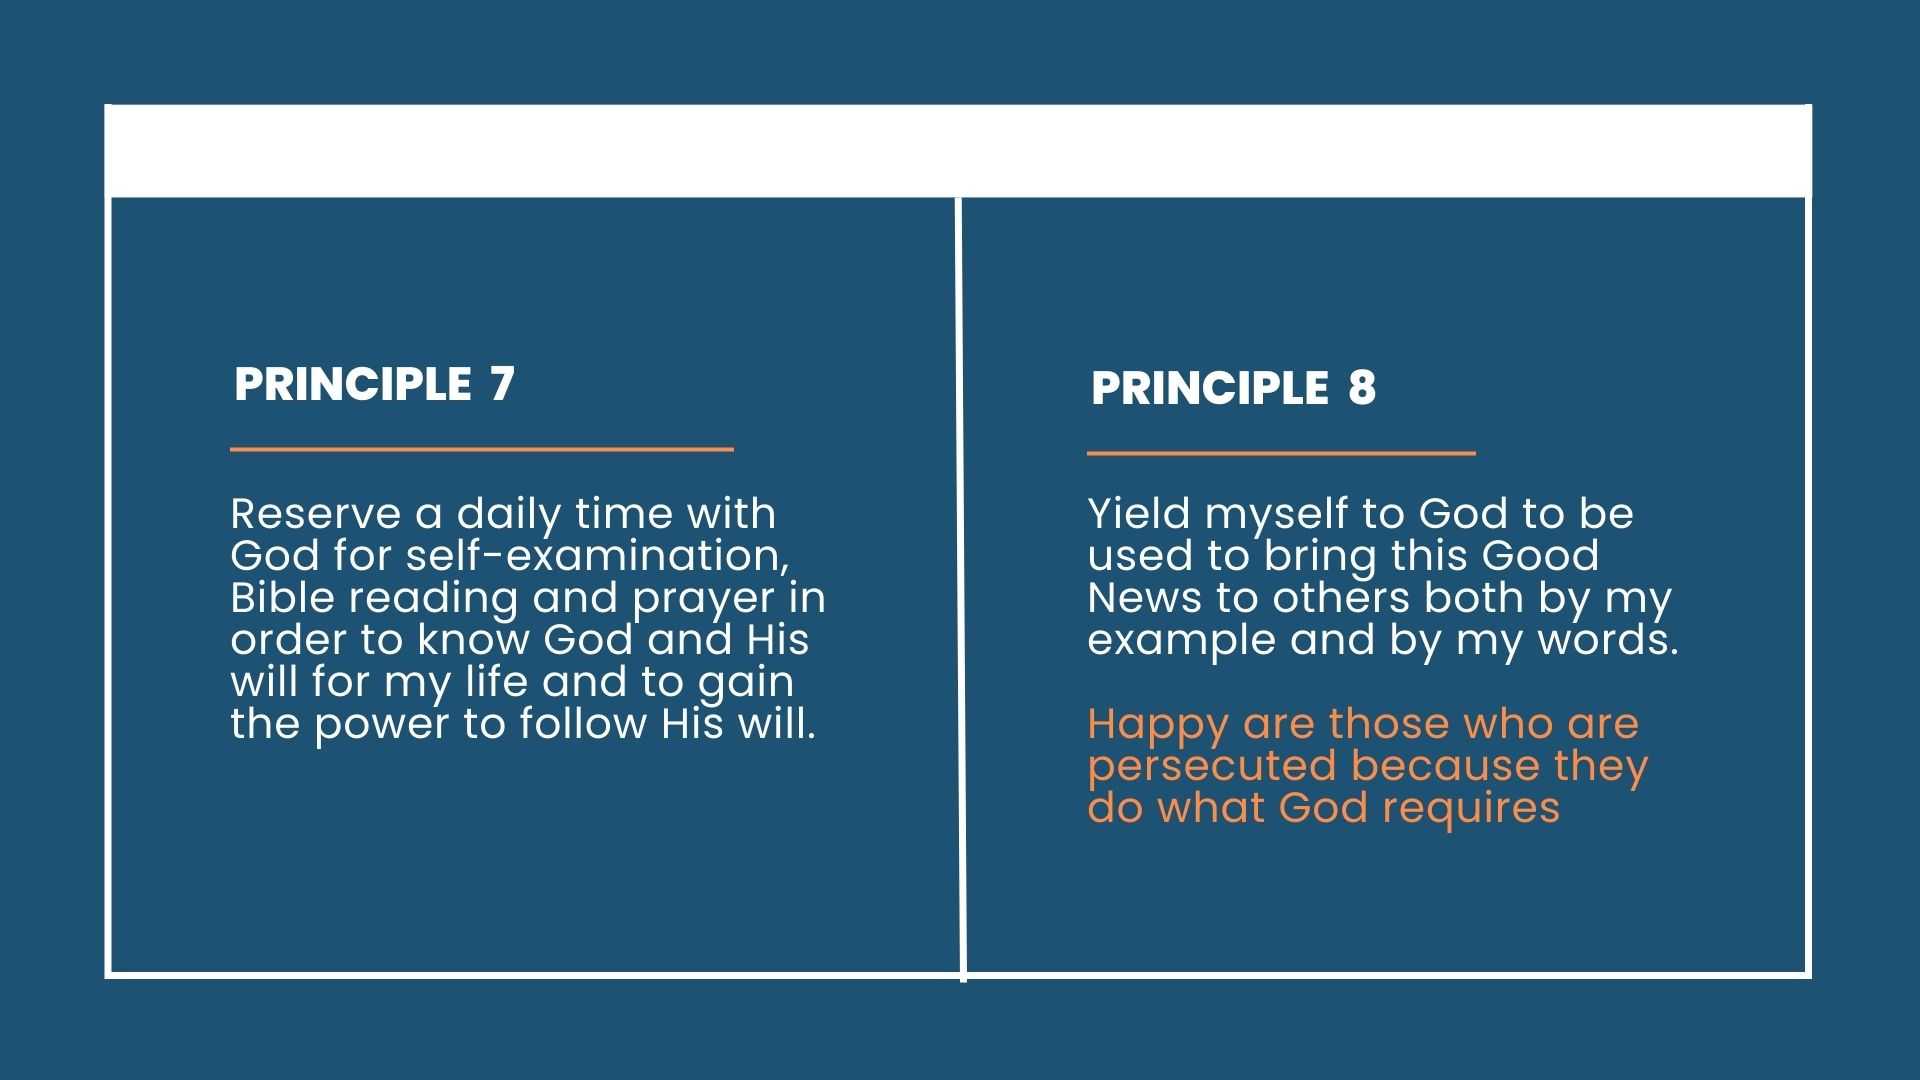 PRINCIPLE 7
Reserve a daily time with
God for self-examination,
Bible reading and prayer in
order to know God and His
will for my life and to gain
the power to follow His will.
PRINCIPLE 8
Yield myself to God to be
used to bring this Good
News to others both by my
example and by my words.
Happy are those who are
persecuted because they
do what God requires